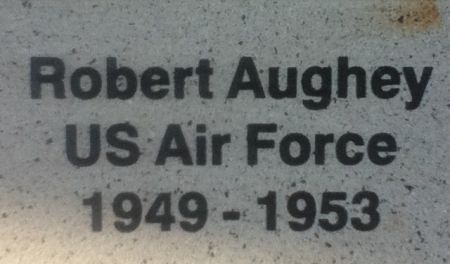 Robert Aughey
US Air Force
1949 - 1953